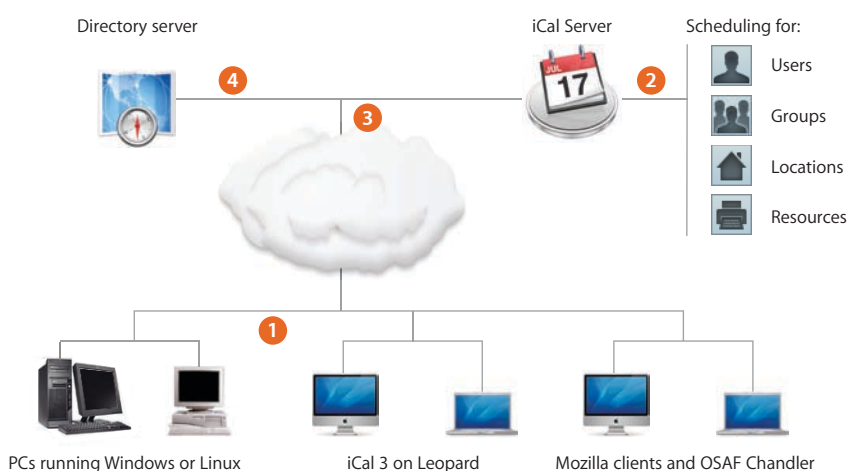 Directory server
iCal Server
Scheduling for:
Users
4
2
JUL
17
3
Groups
Locations
Resources
1
PCs running Windows or Linux
iCal 3 on Leopard
Mozilla clients and OSAF Chandler